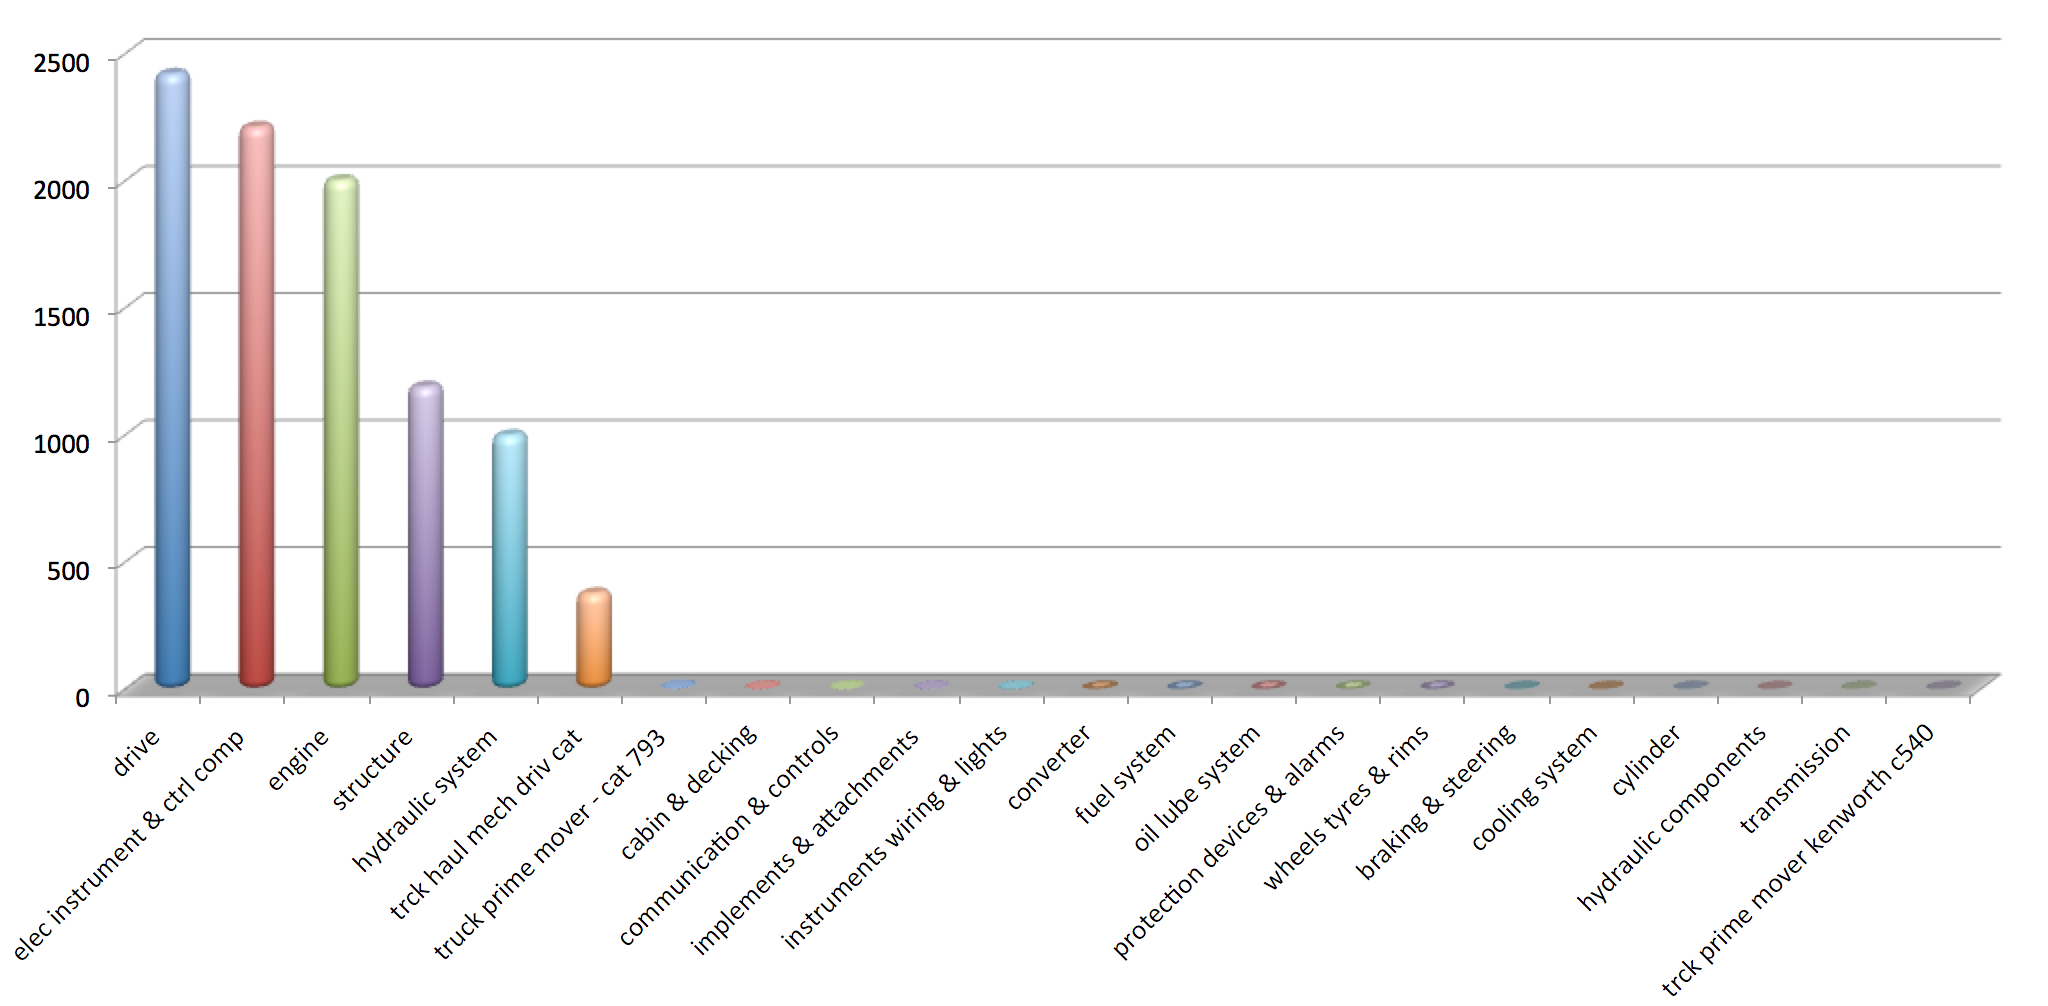 2500
2000
1500
1000
500
0
drive
elec instrument & ctrl comp
engine
structure
hydraulic system
trck haul mech driv cat
truck prime mover - cat 793
cabin & decking
communication & controls
implements & attachments
instruments wiring & lights
converter
fuel system
oil lube system
protection devices & alarms
wheels tyres & rims
braking & steering
cooling system
cylinder
hydraulic components
transmission
trck prime mover kenworth c540